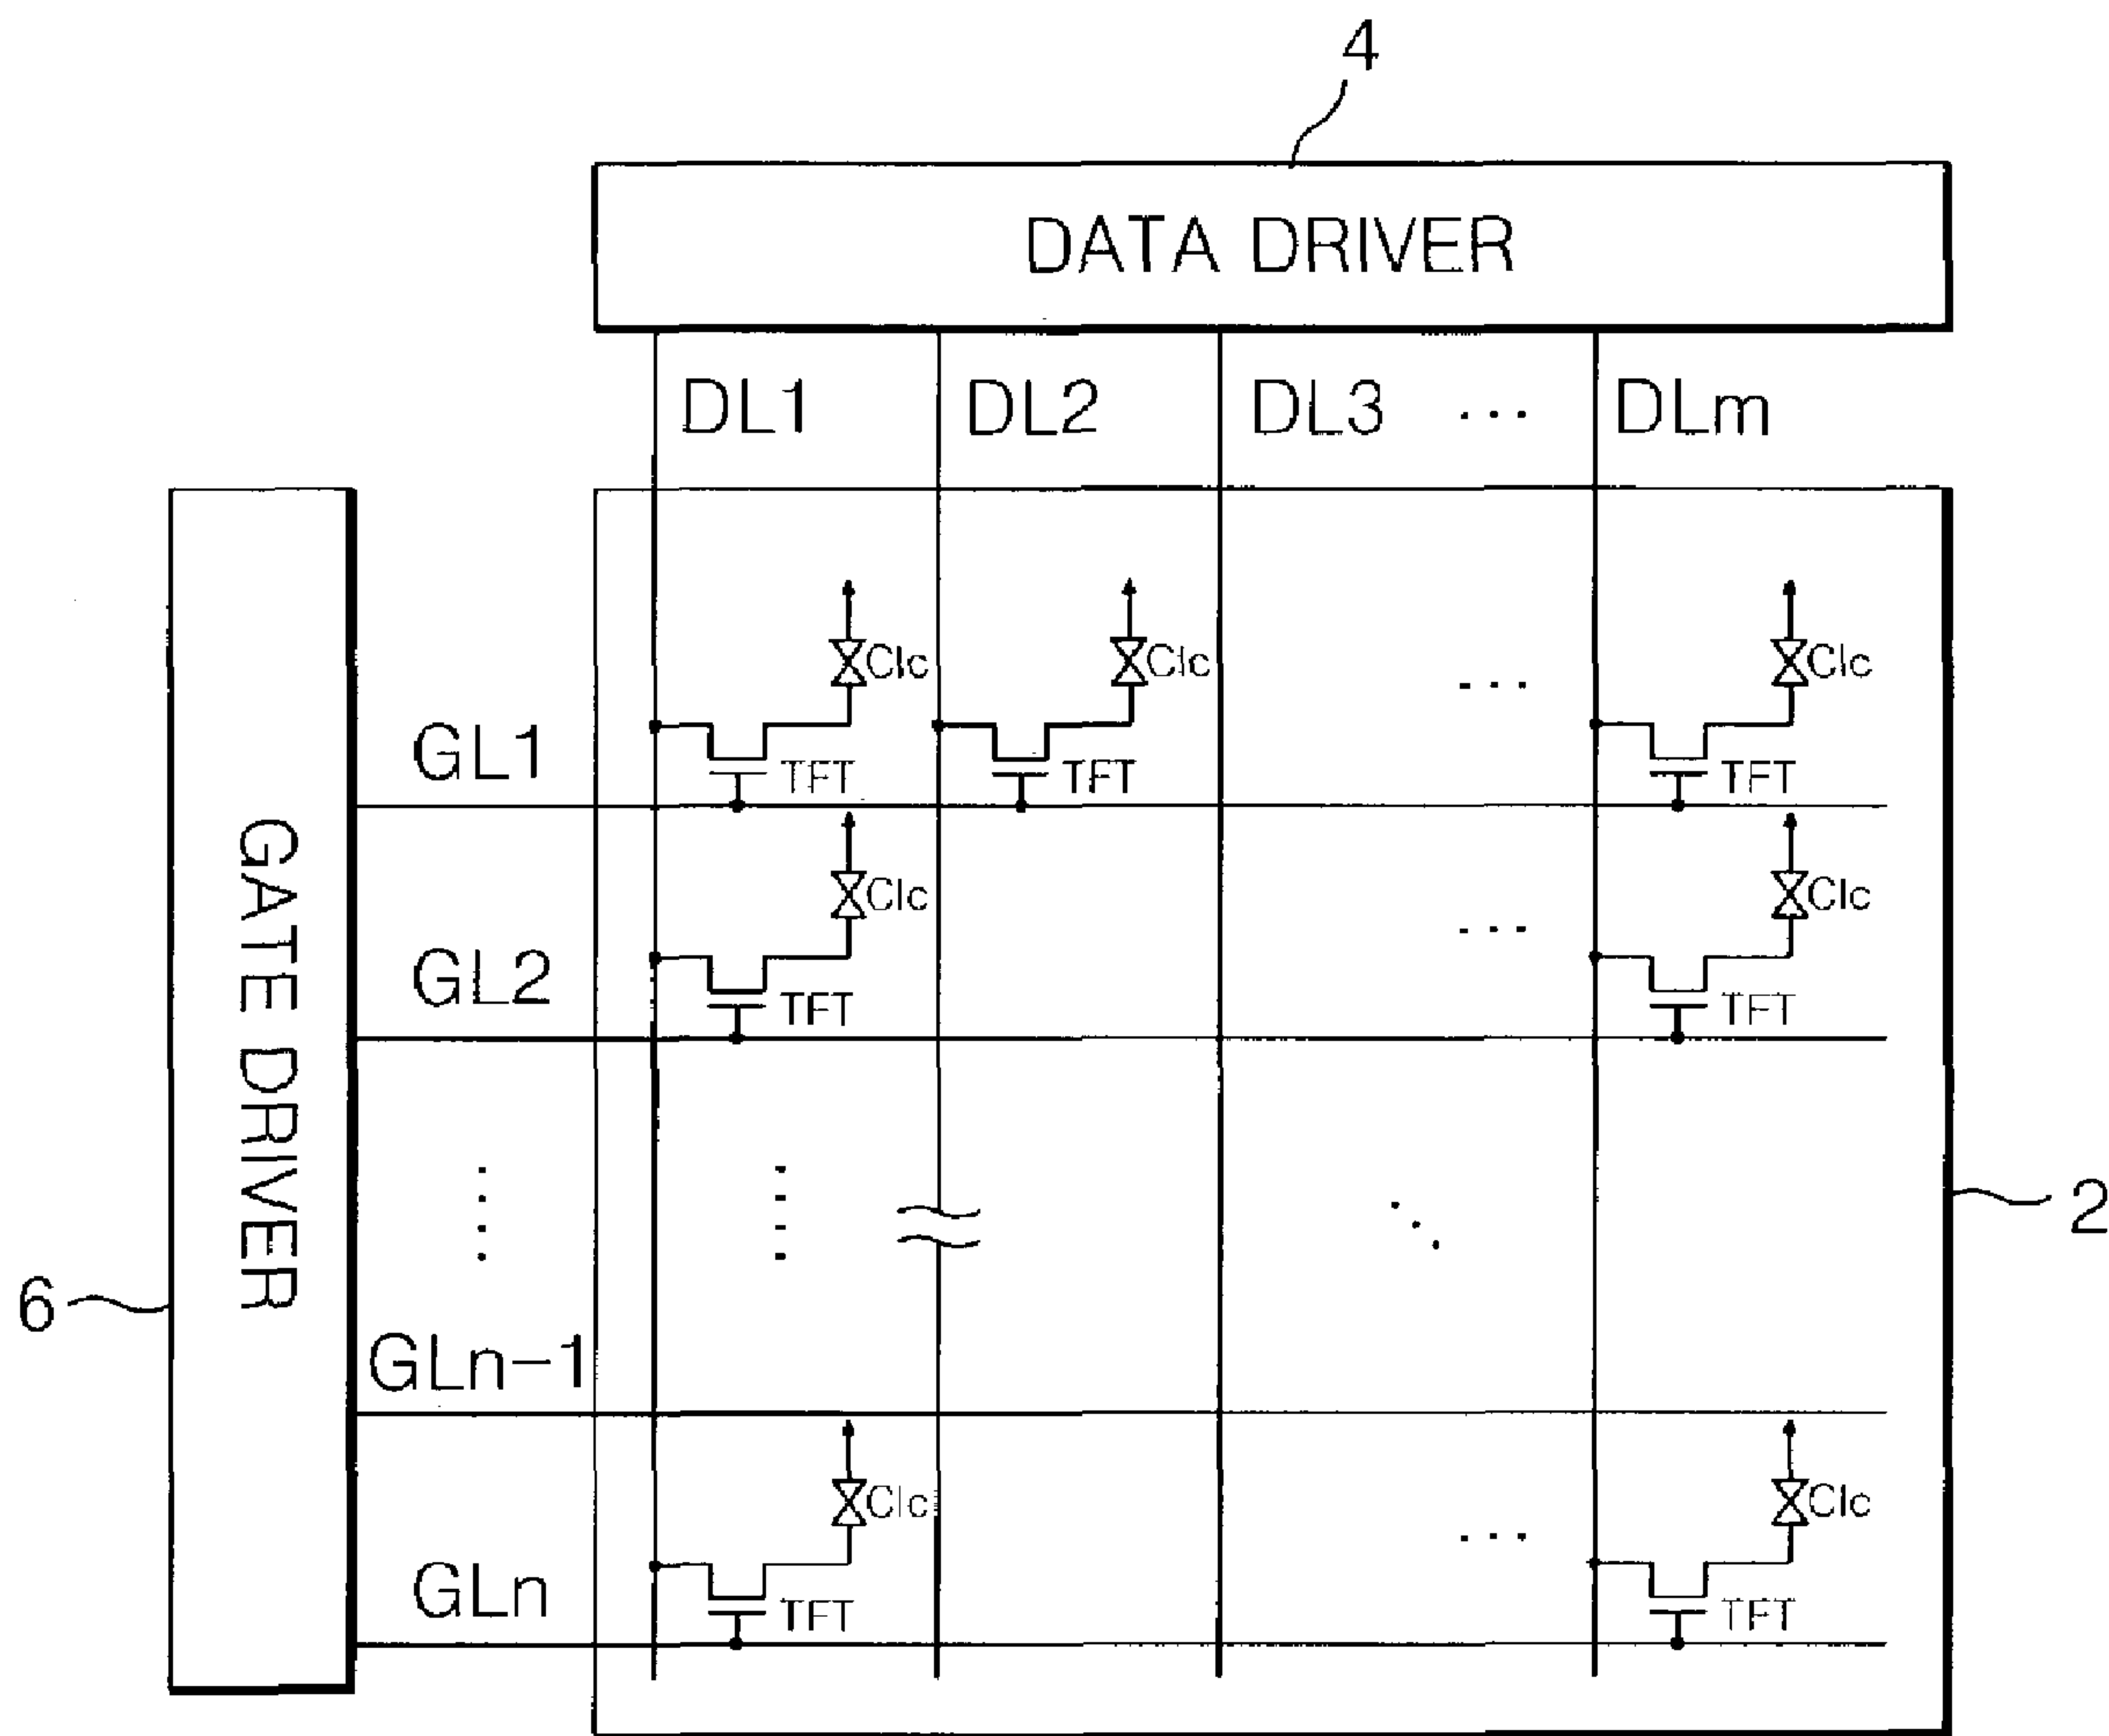 4
DATA DRIVER
DL1 DL2 DL3 ... DLm
Clc Clc ... Clc
GL1 TFT TFT TFT
Clc ... Clc
GL2 TFT TFT
GATE DRIVER
2
6
GLn-1
Clc ... Clc
GLn TFT TFT